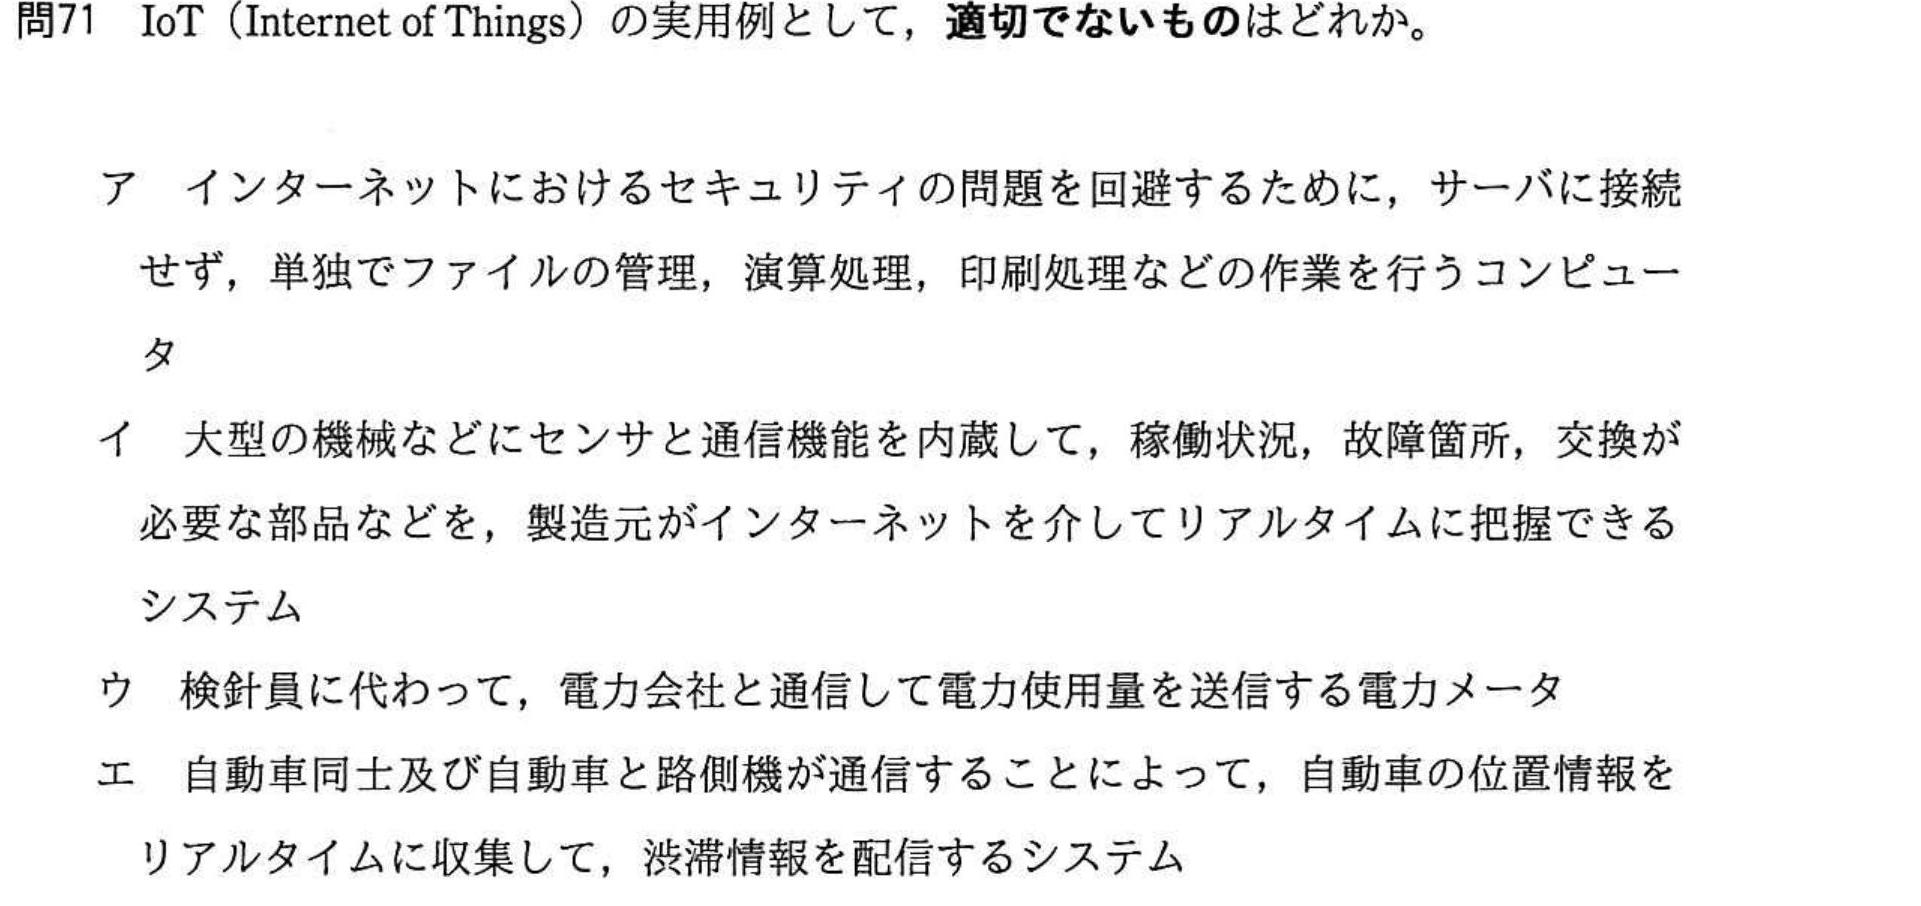 問71 IoT（Internet of Things）の実用例として，適切でないものはどれか。
ア インターネットにおけるセキュリティの問題を回避するために，サーバに接続
せず，単独でファイルの管理，演算処理，印刷処理などの作業を行うコンピュー
タ
イ 大型の機械などにセンサと通信機能を内蔵して，稼働状況，故障箇所，交換が
必要な部品などを，製造元がインターネットを介してリアルタイムに把握できる
システム
ウ 検針員に代わって，電力会社と通信して電力使用量を送信する電力メータ
エ 自動車同士及び自動車と路側機が通信することによって，自動車の位置情報を
リアルタイムに収集して，渋滞情報を配信するシステム